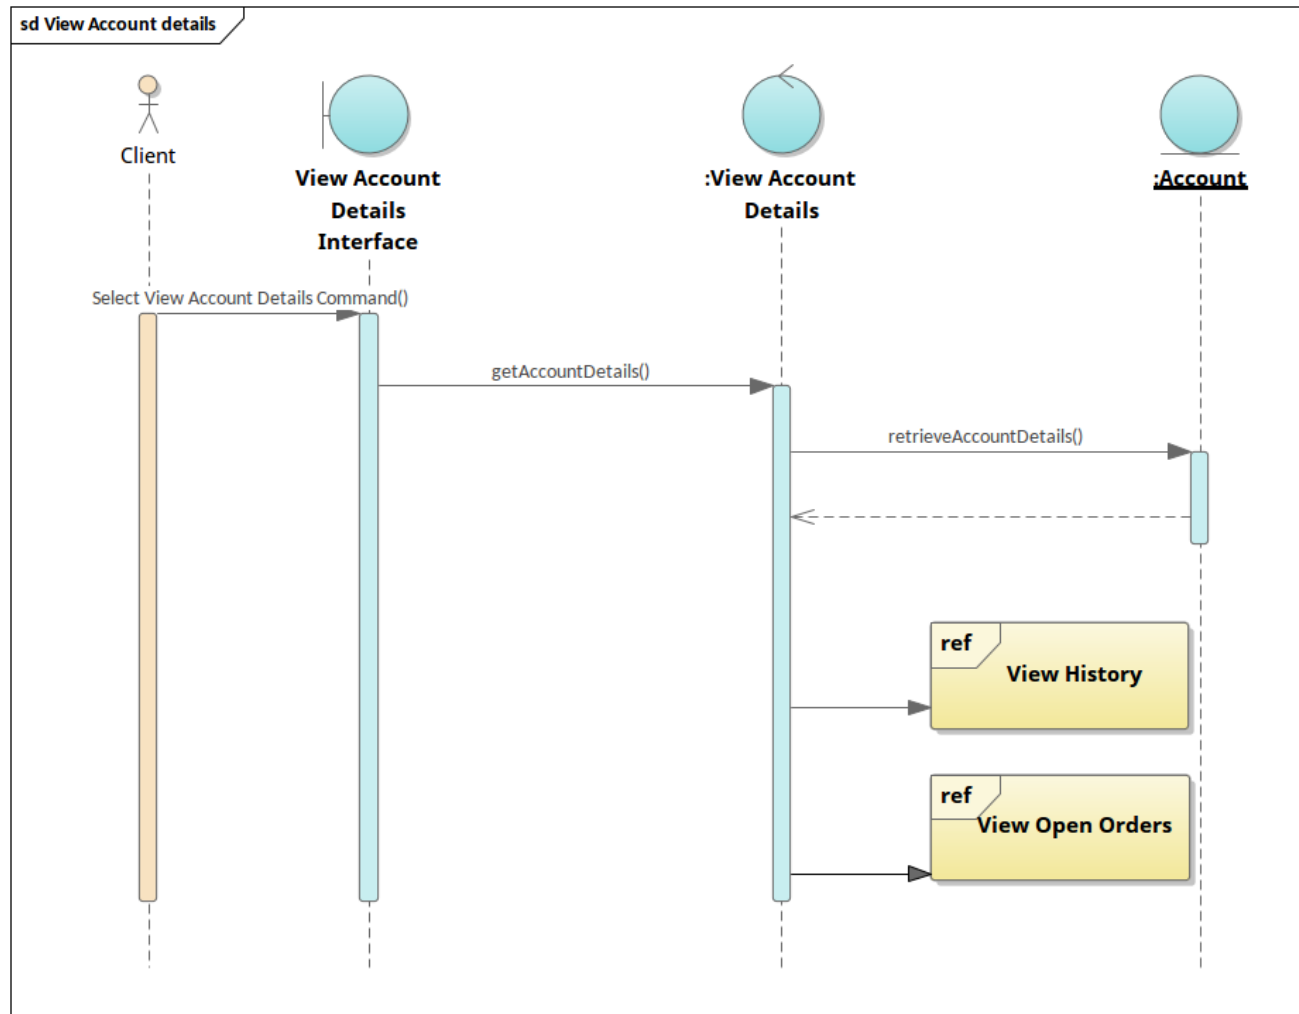 sd View Account details
Client
View Account
Details
Interface
:View Account
Details
:Account
Select View Account Details Command()
getAccountDetails()
retrieveAccountDetails()
ref
View History
ref
View Open Orders